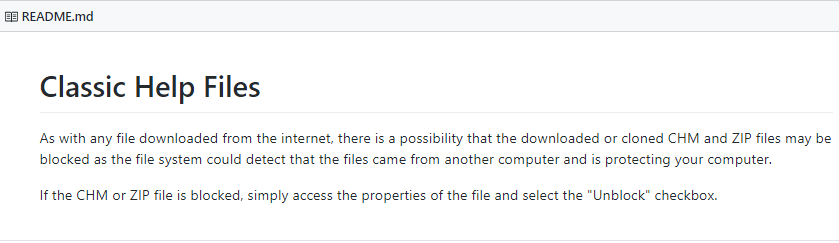 README.md
Classic Help Files
As with any file downloaded from the internet, there is a possibility that the downloaded or cloned CHM and ZIP files may be
blocked as the file system could detect that the files came from another computer and is protecting your computer.
If the CHM or ZIP file is blocked, simply access the properties of the file and select the "Unblock" checkbox.